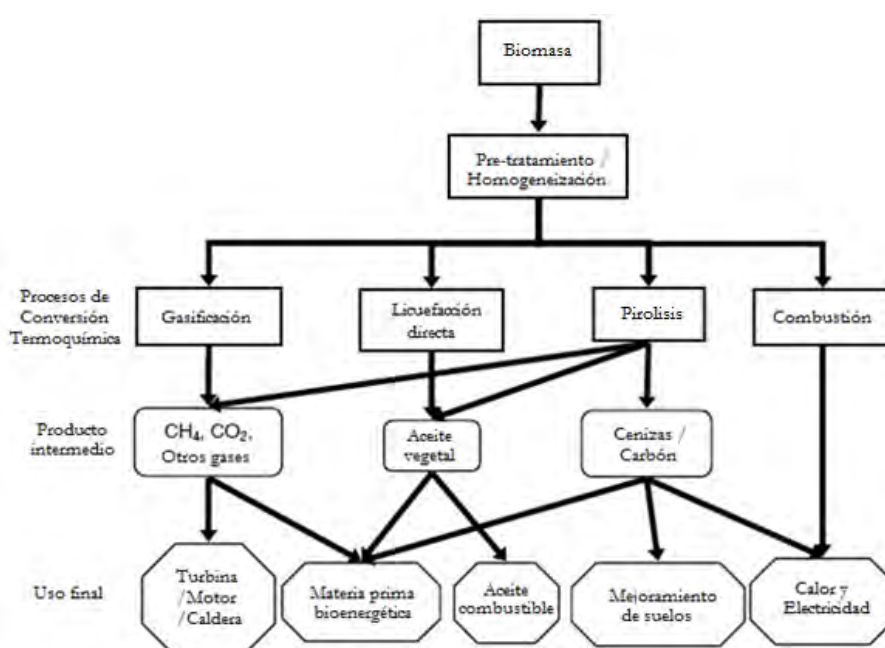 Biomasa
Pre-tratamiento /
Homogeneización
Procesos de
Conversión
Termoquímica
Gasificación
Licuefacción
directa
Pirolisis
Combustión
Producto
intermedio
CH₄, CO₂,
Otros gases
Aceite
vegetal
Cenizas /
Carbón
Uso final
Turbina
/Motor
/Caldera
Materia prima
bioenergética
Aceite
combustible
Mejoramiento
de suelos
Calor y
Electricidad